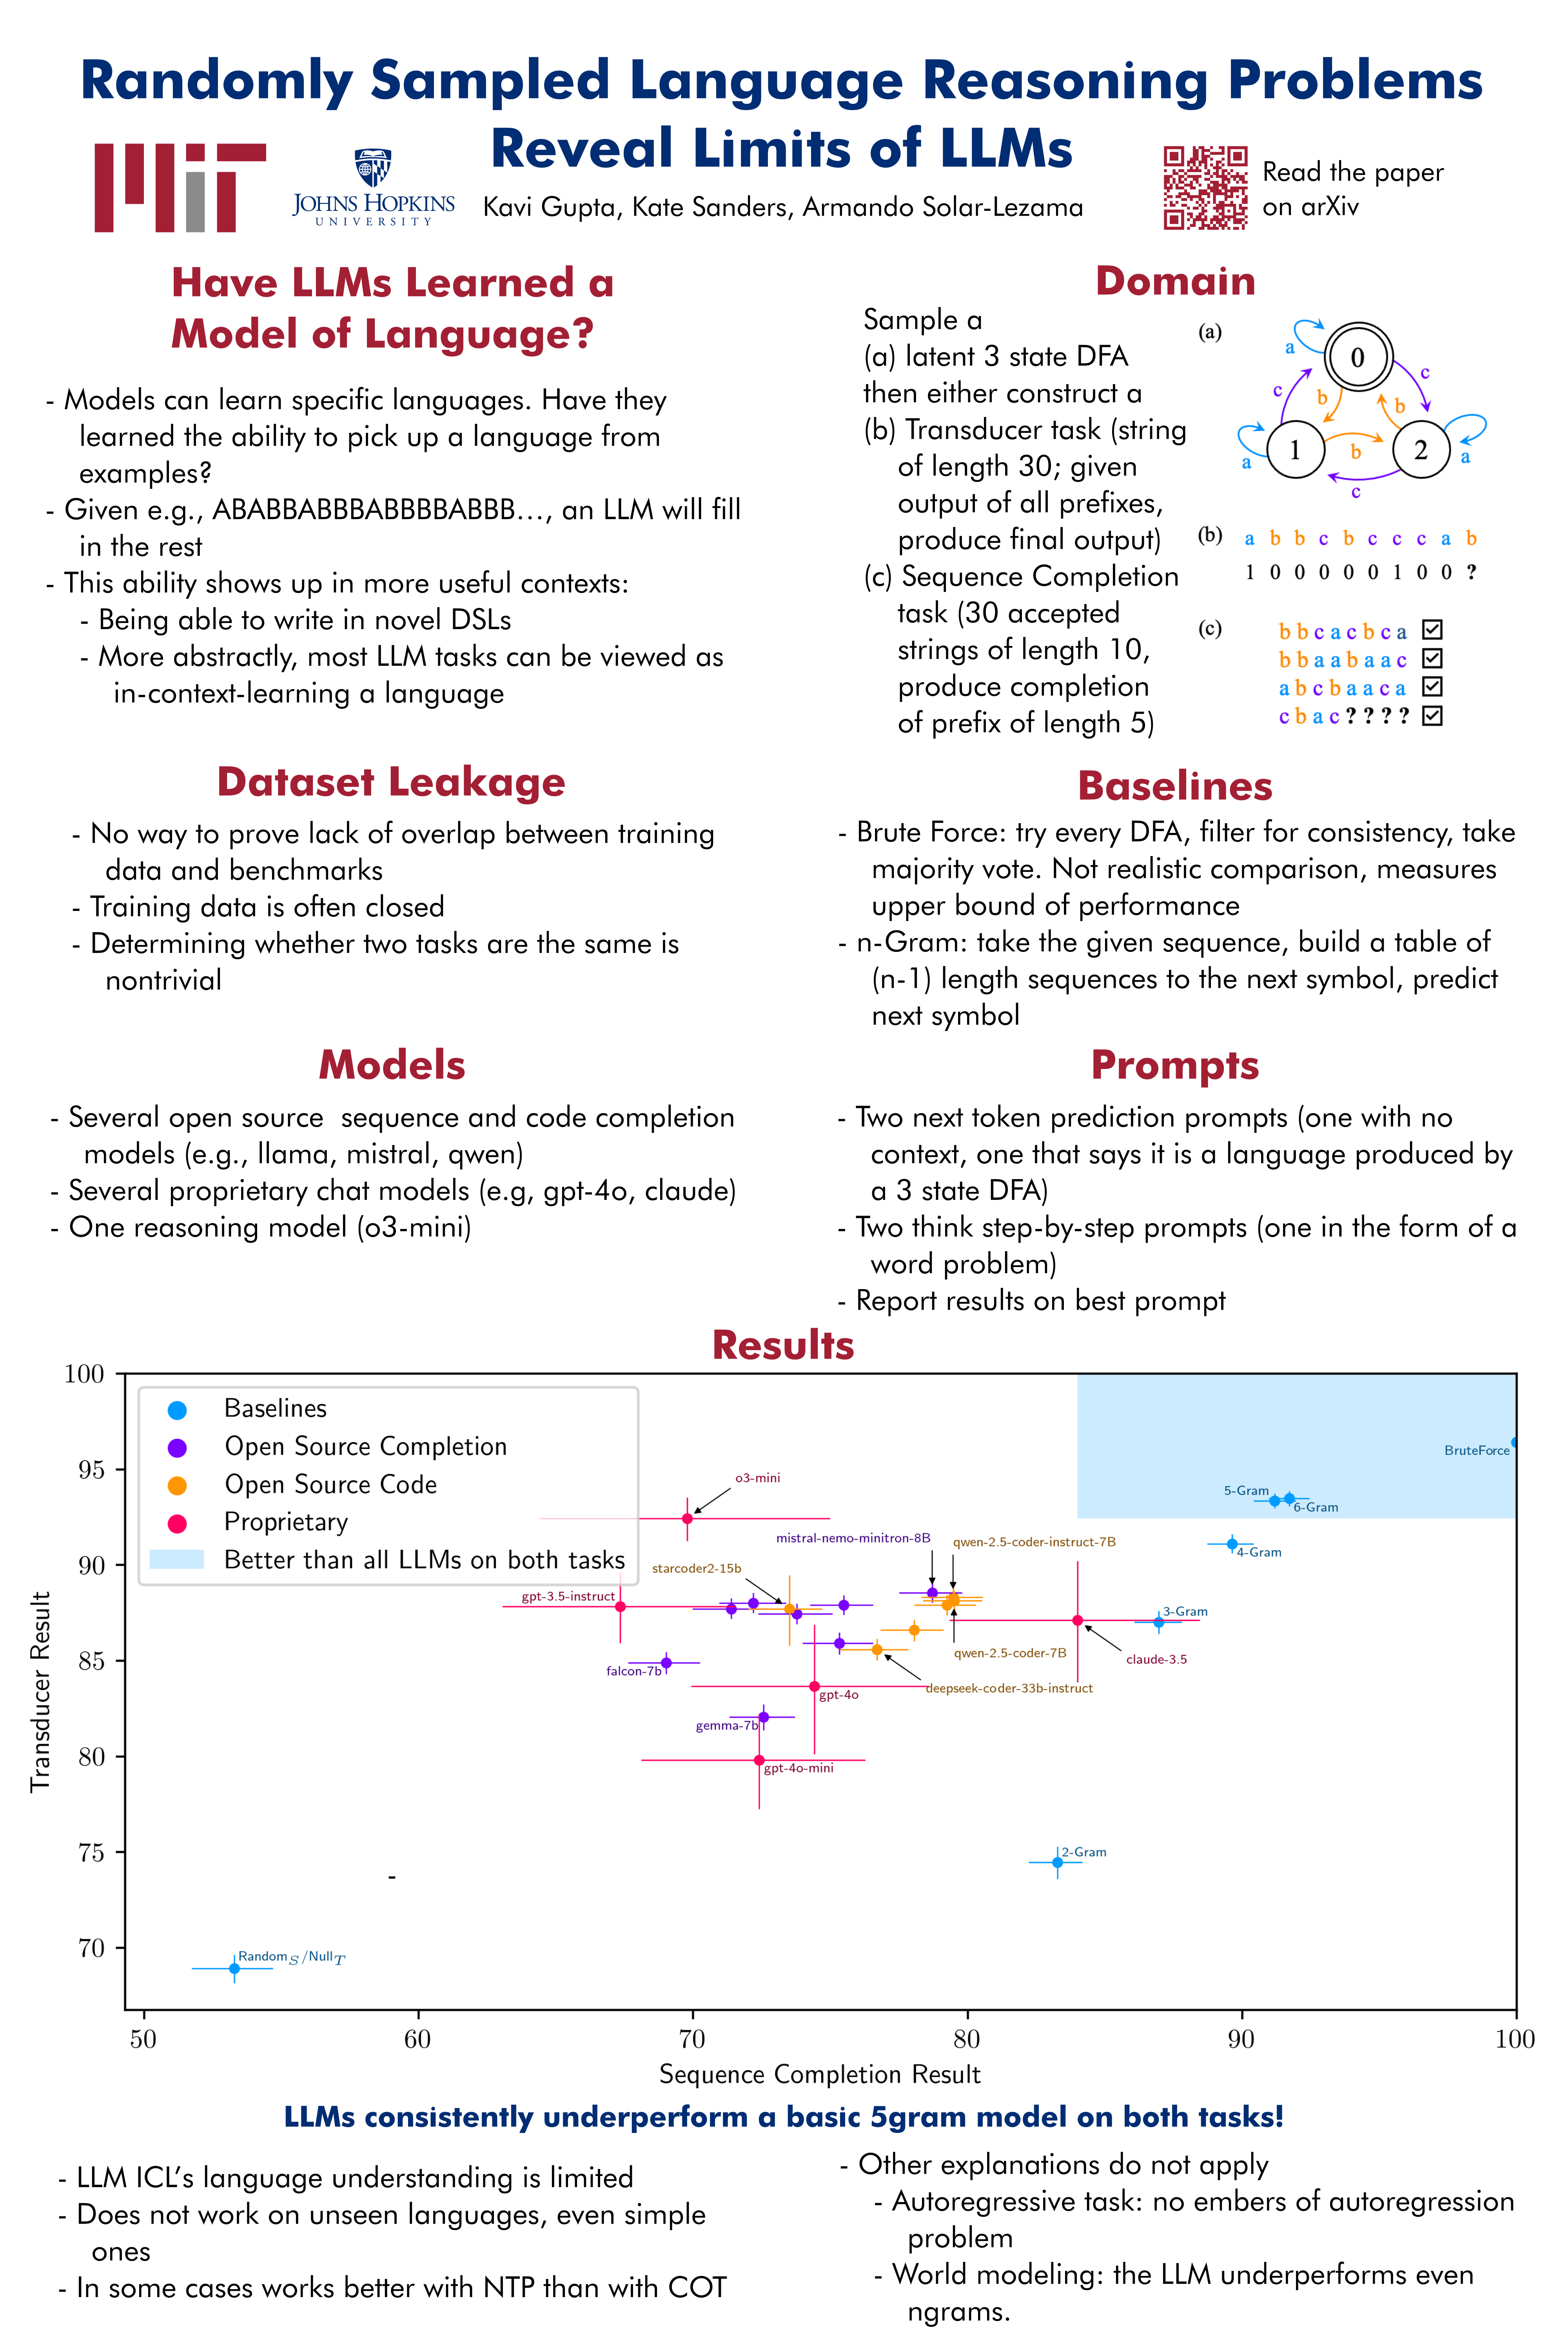 Randomly Sampled Language Reasoning Problems
Reveal Limits of LLMs
MIT
JOHNS HOPKINS
UNIVERSITY
Kavi Gupta, Kate Sanders, Armando Solar-Lezama
Read the paper
on arXiv
Have LLMs Learned a
Model of Language?
- Models can learn specific languages. Have they
learned the ability to pick up a language from
examples?
- Given e.g., ABABBABBBABBBBABBB..., an LLM will fill
in the rest
- This ability shows up in more useful contexts:
- Being able to write in novel DSLs
- More abstractly, most LLM tasks can be viewed as
in-context-learning a language
Domain
Sample a
(a) latent 3 state DFA
then either construct a
(b) Transducer task (string
of length 30; given
output of all prefixes,
produce final output)
(c) Sequence Completion
task (30 accepted
strings of length 10,
produce completion
of prefix of length 5)
(a)
0
a
c
c
b
b
1
2
a
b
a
c
(b) a b b c b c c c a b
1 0 0 0 0 0 1 0 0 ?
(c) b b c a c b c a
b b a a b a a c
a b c b a a c a
c b a c ? ? ? ?
Dataset Leakage
- No way to prove lack of overlap between training
data and benchmarks
- Training data is often closed
- Determining whether two tasks are the same is
nontrivial
Baselines
- Brute Force: try every DFA, filter for consistency, take
majority vote. Not realistic comparison, measures
upper bound of performance
- n-Gram: take the given sequence, build a table of
(n-1) length sequences to the next symbol, predict
next symbol
Models
- Several open source  sequence and code completion
models (e.g., llama, mistral, qwen)
- Several proprietary chat models (e.g, gpt-4o, claude)
- One reasoning model (o3-mini)
Prompts
- Two next token prediction prompts (one with no
context, one that says it is a language produced by
a 3 state DFA)
- Two think step-by-step prompts (one in the form of a
word problem)
- Report results on best prompt
Results
Baselines
Open Source Completion
Open Source Code
Proprietary
Better than all LLMs on both tasks
100
95
90
85
80
75
70
Transducer Result
BruteForce
o3-mini
5-Gram
6-Gram
mistral-nemo-minitron-8B
qwen-2.5-coder-instruct-7B
4-Gram
starcoder2-15b
gpt-3.5-instruct
3-Gram
qwen-2.5-coder-7B
claude-3.5
falcon-7b
deepseek-coder-33b-instruct
gpt-4o
gemma-7b
gpt-4o-mini
2-Gram
-
Random_S/Null_T
50 60 70 80 90 100
Sequence Completion Result
LLMs consistently underperform a basic 5gram model on both tasks!
- LLM ICL's language understanding is limited
- Does not work on unseen languages, even simple
ones
- In some cases works better with NTP than with COT
- Other explanations do not apply
- Autoregressive task: no embers of autoregression
problem
- World modeling: the LLM underperforms even
ngrams.